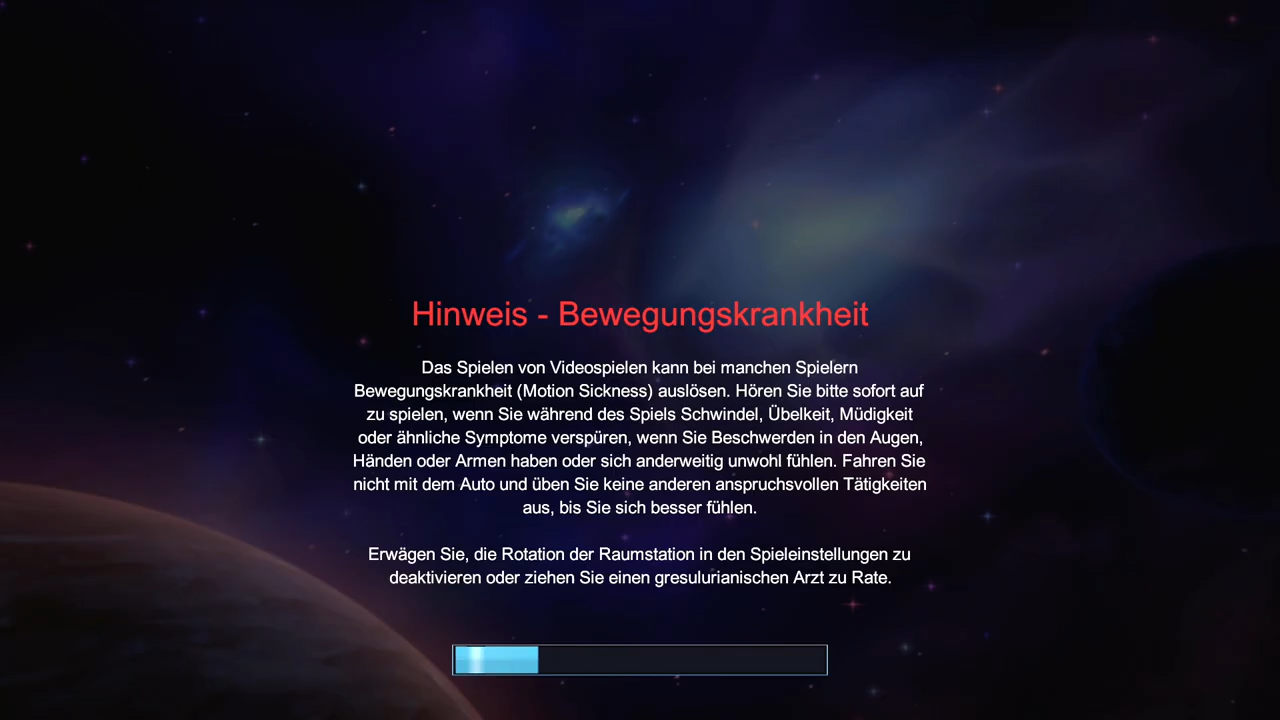 Hinweis - Bewegungskrankheit
Das Spielen von Videospielen kann bei manchen Spielern
Bewegungskrankheit (Motion Sickness) auslösen. Hören Sie bitte sofort auf
zu spielen, wenn Sie während des Spiels Schwindel, Übelkeit, Müdigkeit
oder ähnliche Symptome verspüren, wenn Sie Beschwerden in den Augen,
Händen oder Armen haben oder sich anderweitig unwohl fühlen. Fahren Sie
nicht mit dem Auto und üben Sie keine anderen anspruchsvollen Tätigkeiten
aus, bis Sie sich besser fühlen.
Erwägen Sie, die Rotation der Raumstation in den Spieleinstellungen zu
deaktivieren oder ziehen Sie einen gresulurianischen Arzt zu Rate.